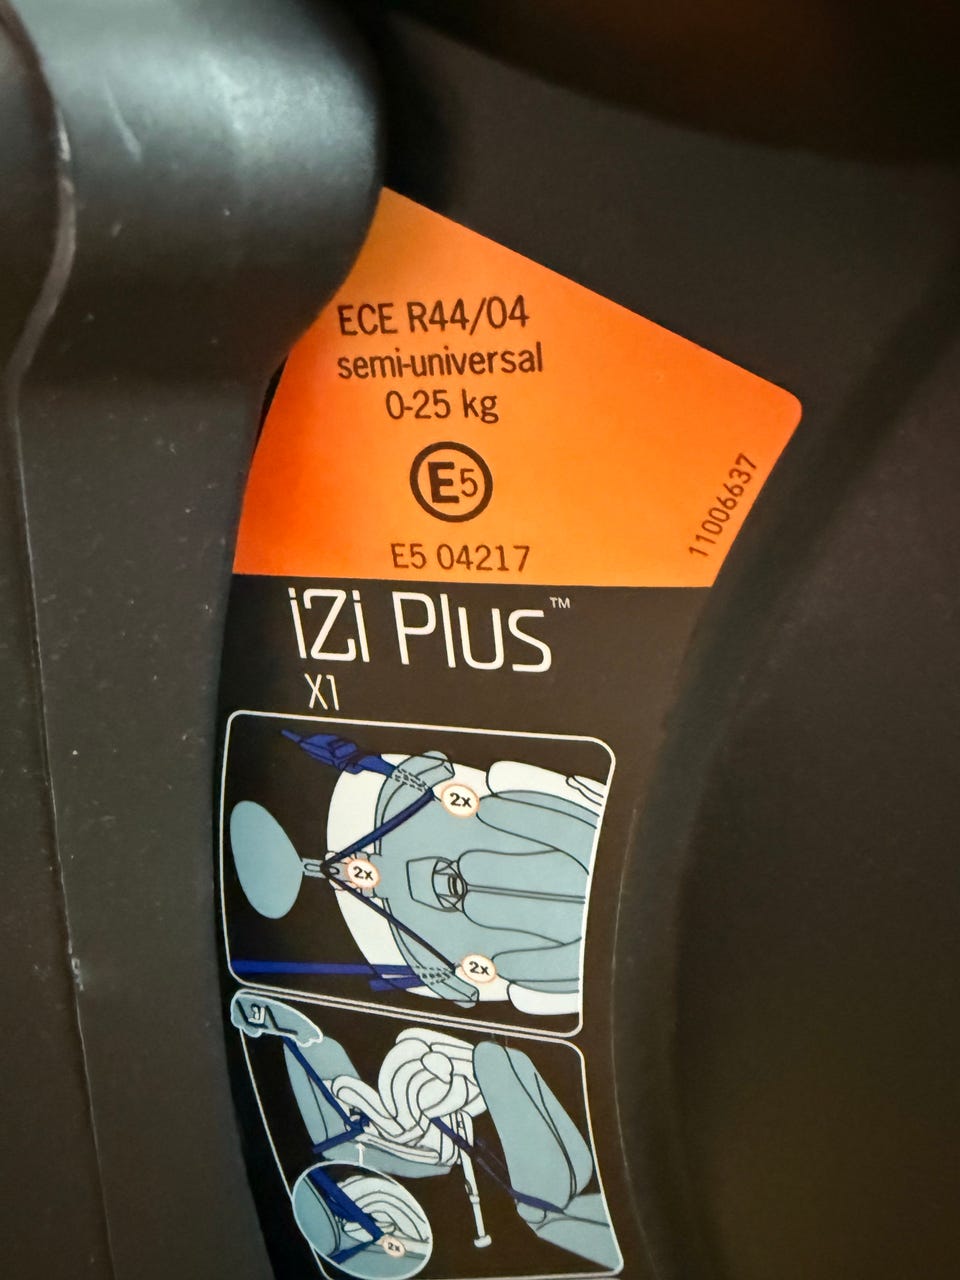 ECE R44/04
semi-universal
0-25 kg
E5
E5 04217
11006637
iZi Plus™
X1
2x
2x
2x
2x